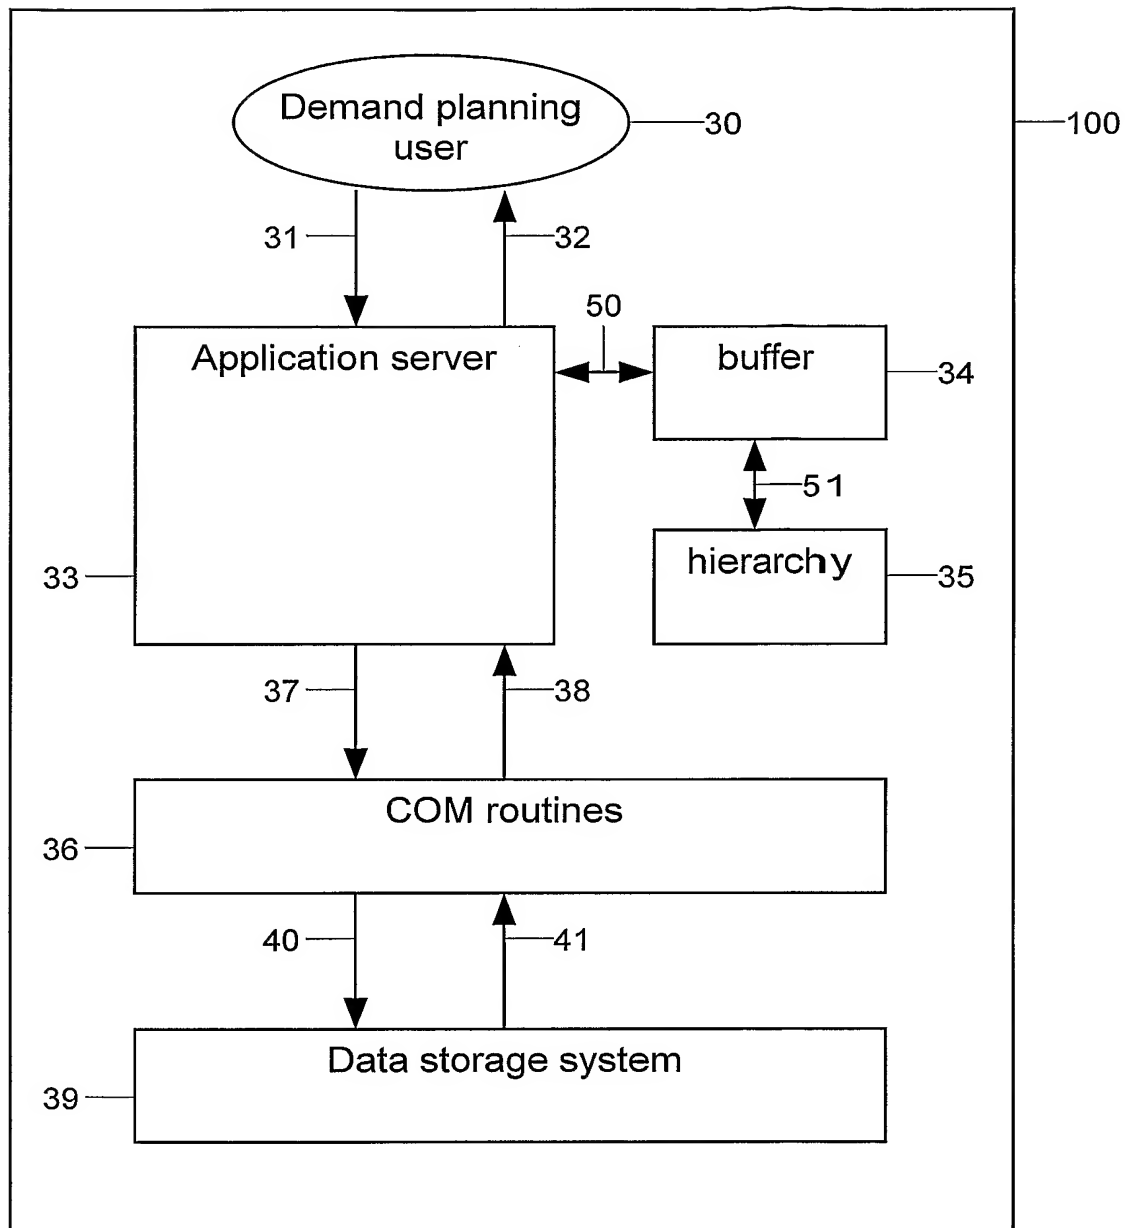 Demand planning
user
30
100
31
32
50
Application server
buffer
34
51
33
hierarchy
35
37
38
COM routines
36
40
41
Data storage system
39